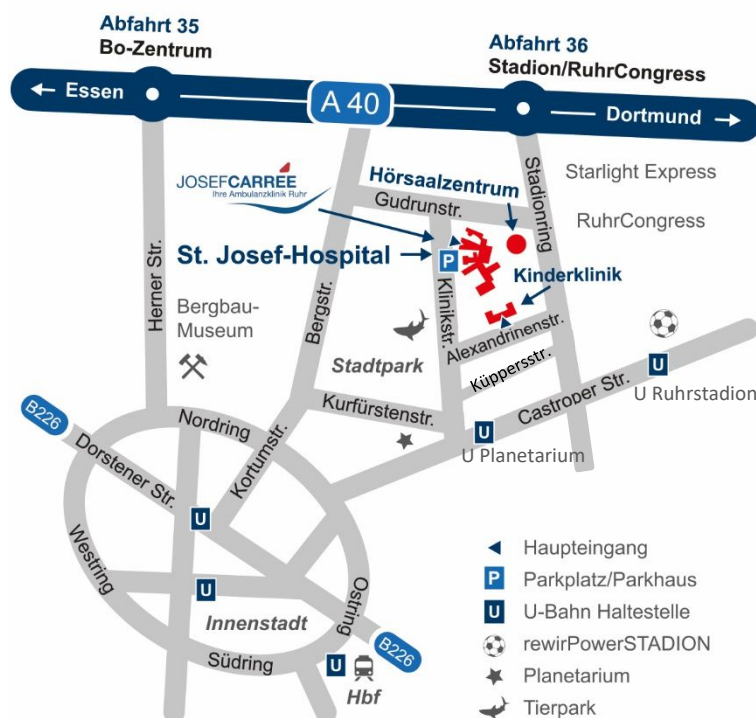 Abfahrt 35
Bo-Zentrum
Abfahrt 36
Stadion/RuhrCongress
Essen
A 40
Dortmund
JOSEFCARRÉE
Ihre Ambulanzklinik Ruhr
Hörsaalzentrum
Gudrunstr.
Stadionring
Starlight Express
RuhrCongress
St. Josef-Hospital
P
Kinderklinik
Herner Str.
Bergbau-
Museum
Bergstr.
Klinikstr.
Stadtpark
Alexandrinenstr.
Küppersstr.
Castroper Str.
U
U Ruhrstadion
Kurfürstenstr.
U
U Planetarium
B226
Nordring
Dorstener Str.
Kortumstr.
U
Westring
U
Innenstadt
Ostring
Südring
B226
U
Hbf
Haupteingang
P Parkplatz/Parkhaus
U U-Bahn Haltestelle
rewirPowerSTADION
Planetarium
Tierpark